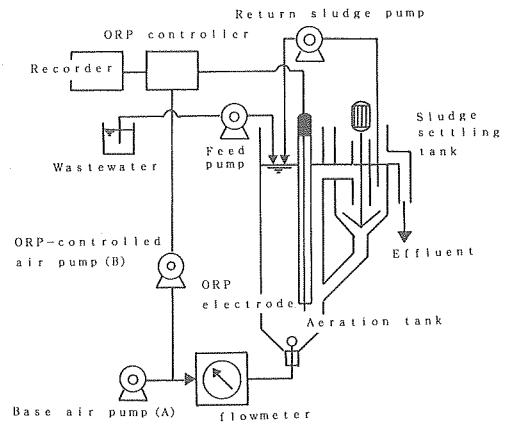 Return sludge pump
ORP controller
Recorder
Sludge
settling
tank
Wastewater
Feed
pump
Effluent
ORP-controlled
air pump (B)
ORP
electrode
Aeration tank
Base air pump (A)
flowmeter